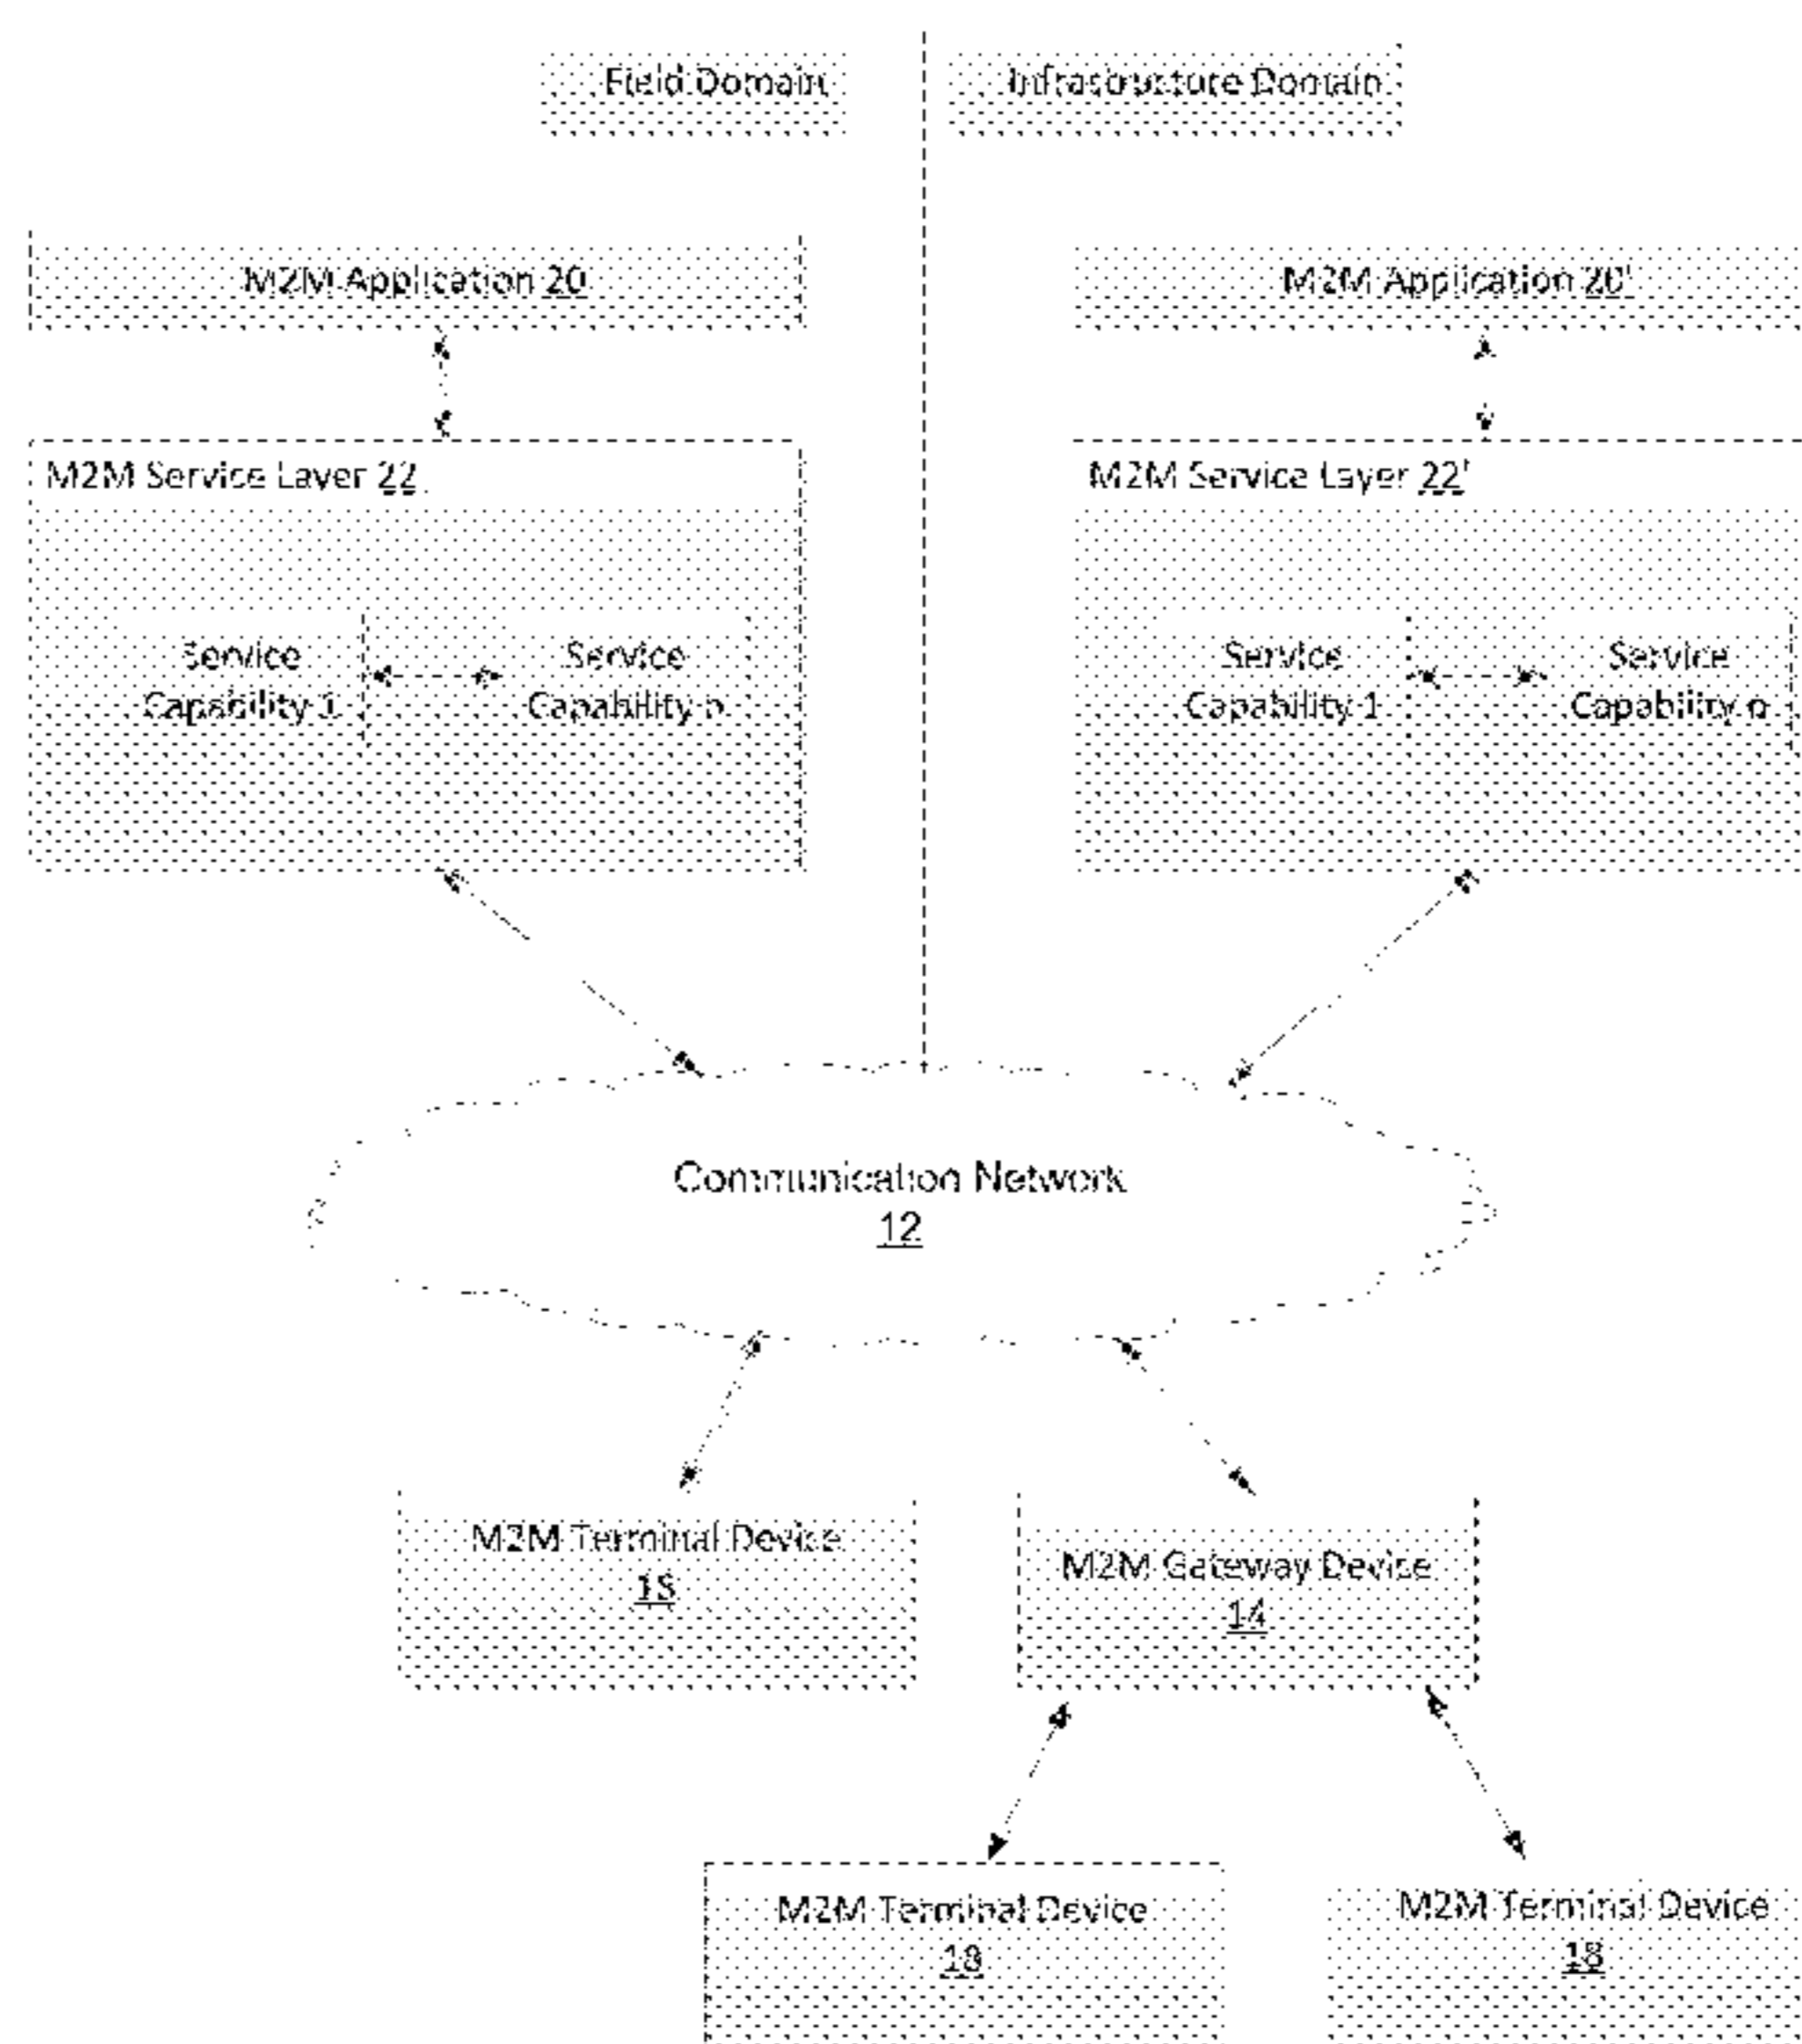 Field Domain
Infrastructure Domain
M2M Application 20
M2M Application 20'
M2M Service Layer 22
M2M Service Layer 22'
Service
Capability 1
Service
Capability n
Service
Capability 1
Service
Capability n
Communication Network
12
M2M Terminal Device
18
M2M Gateway Device
14
M2M Terminal Device
18
M2M Terminal Device
18